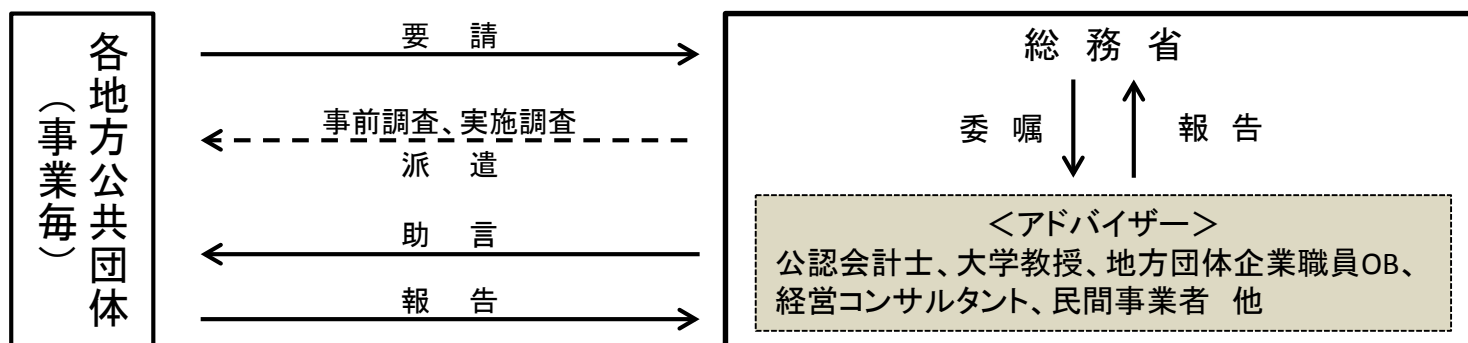 各地方公共団体
（事業毎）
要 請
事前調査、実施調査
派 遣
助 言
報 告
総 務 省
委 嘱
報 告
＜アドバイザー＞
公認会計士、大学教授、地方団体企業職員OB、
経営コンサルタント、民間事業者 他